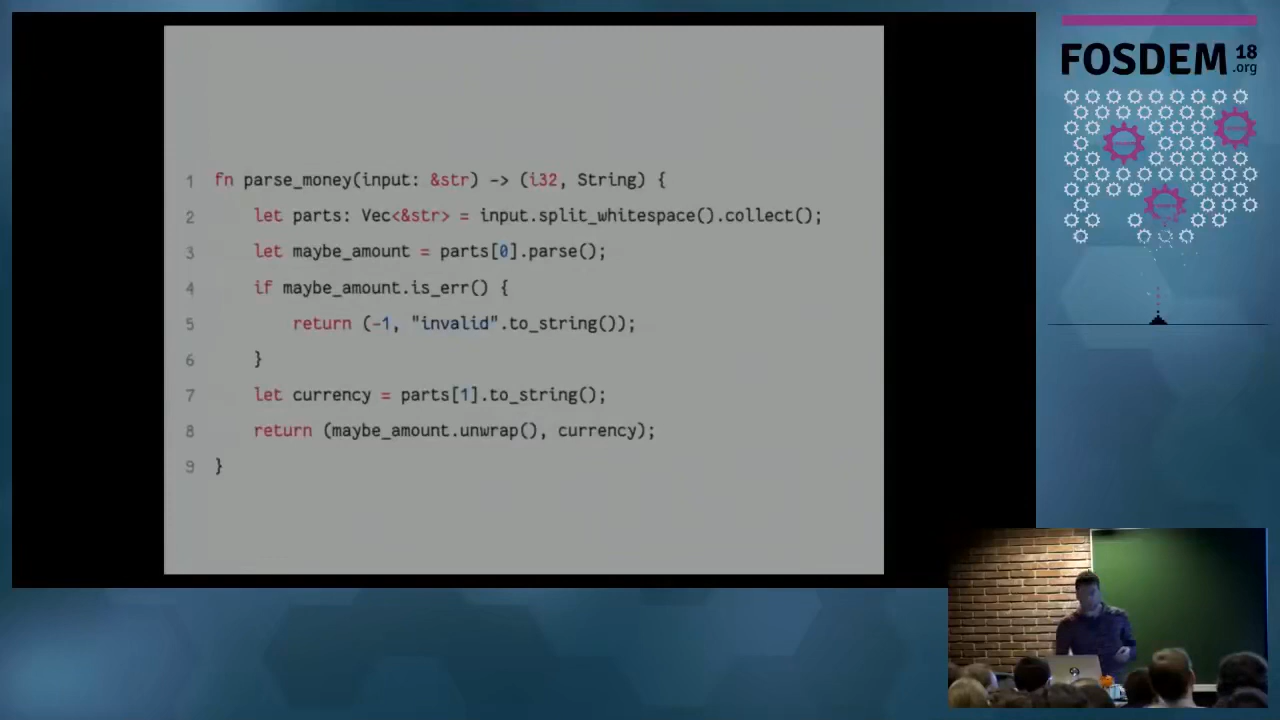 1 fn parse_money(input: &str) -> (i32, String) {
2 let parts: Vec<&str> = input.split_whitespace().collect();
3 let maybe_amount = parts[0].parse();
4 if maybe_amount.is_err() {
5 return (-1, "invalid".to_string());
6 }
7 let currency = parts[1].to_string();
8 return (maybe_amount.unwrap(), currency);
9 }
FOSDEM 18
.org